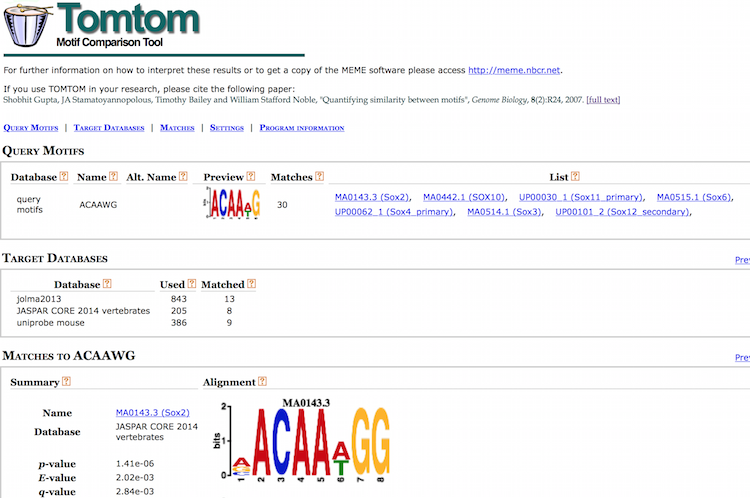 Tomtom
Motif Comparison Tool
For further information on how to interpret these results or to get a copy of the MEME software please access http://meme.nbcr.net.
If you use TOMTOM in your research, please cite the following paper:
Shobhit Gupta, JA Stamatoyannopolous, Timothy Bailey and William Stafford Noble, "Quantifying similarity between motifs", Genome Biology, 8(2):R24, 2007. [full text]
Query Motifs | Target Databases | Matches | Settings | Program information
Query Motifs
Database ? Name ? Alt. Name ? Preview ? Matches ? List ?
query motifs ACAAWG bits ACAAAG 30 MA0143.3 (Sox2), MA0442.1 (SOX10), UP00030_1 (Sox11_primary), MA0515.1 (Sox6),
UP00062_1 (Sox4_primary), MA0514.1 (Sox3), UP00101_2 (Sox12_secondary),
Target Databases Prev
Database ? Used ? Matched ?
jolma2013 843 13
JASPAR CORE 2014 vertebrates 205 8
uniprobe mouse 386 9
Matches to ACAAWG Prev
Summary ? Alignment ?
MA0143.3
Name MA0143.3 (Sox2)
Database JASPAR CORE 2014
vertebrates
p-value 1.41e-06
E-value 2.02e-03
q-value 2.84e-03
bits
2
1
0
A ACAA A T GG
1 2 3 4 5 6 7 8